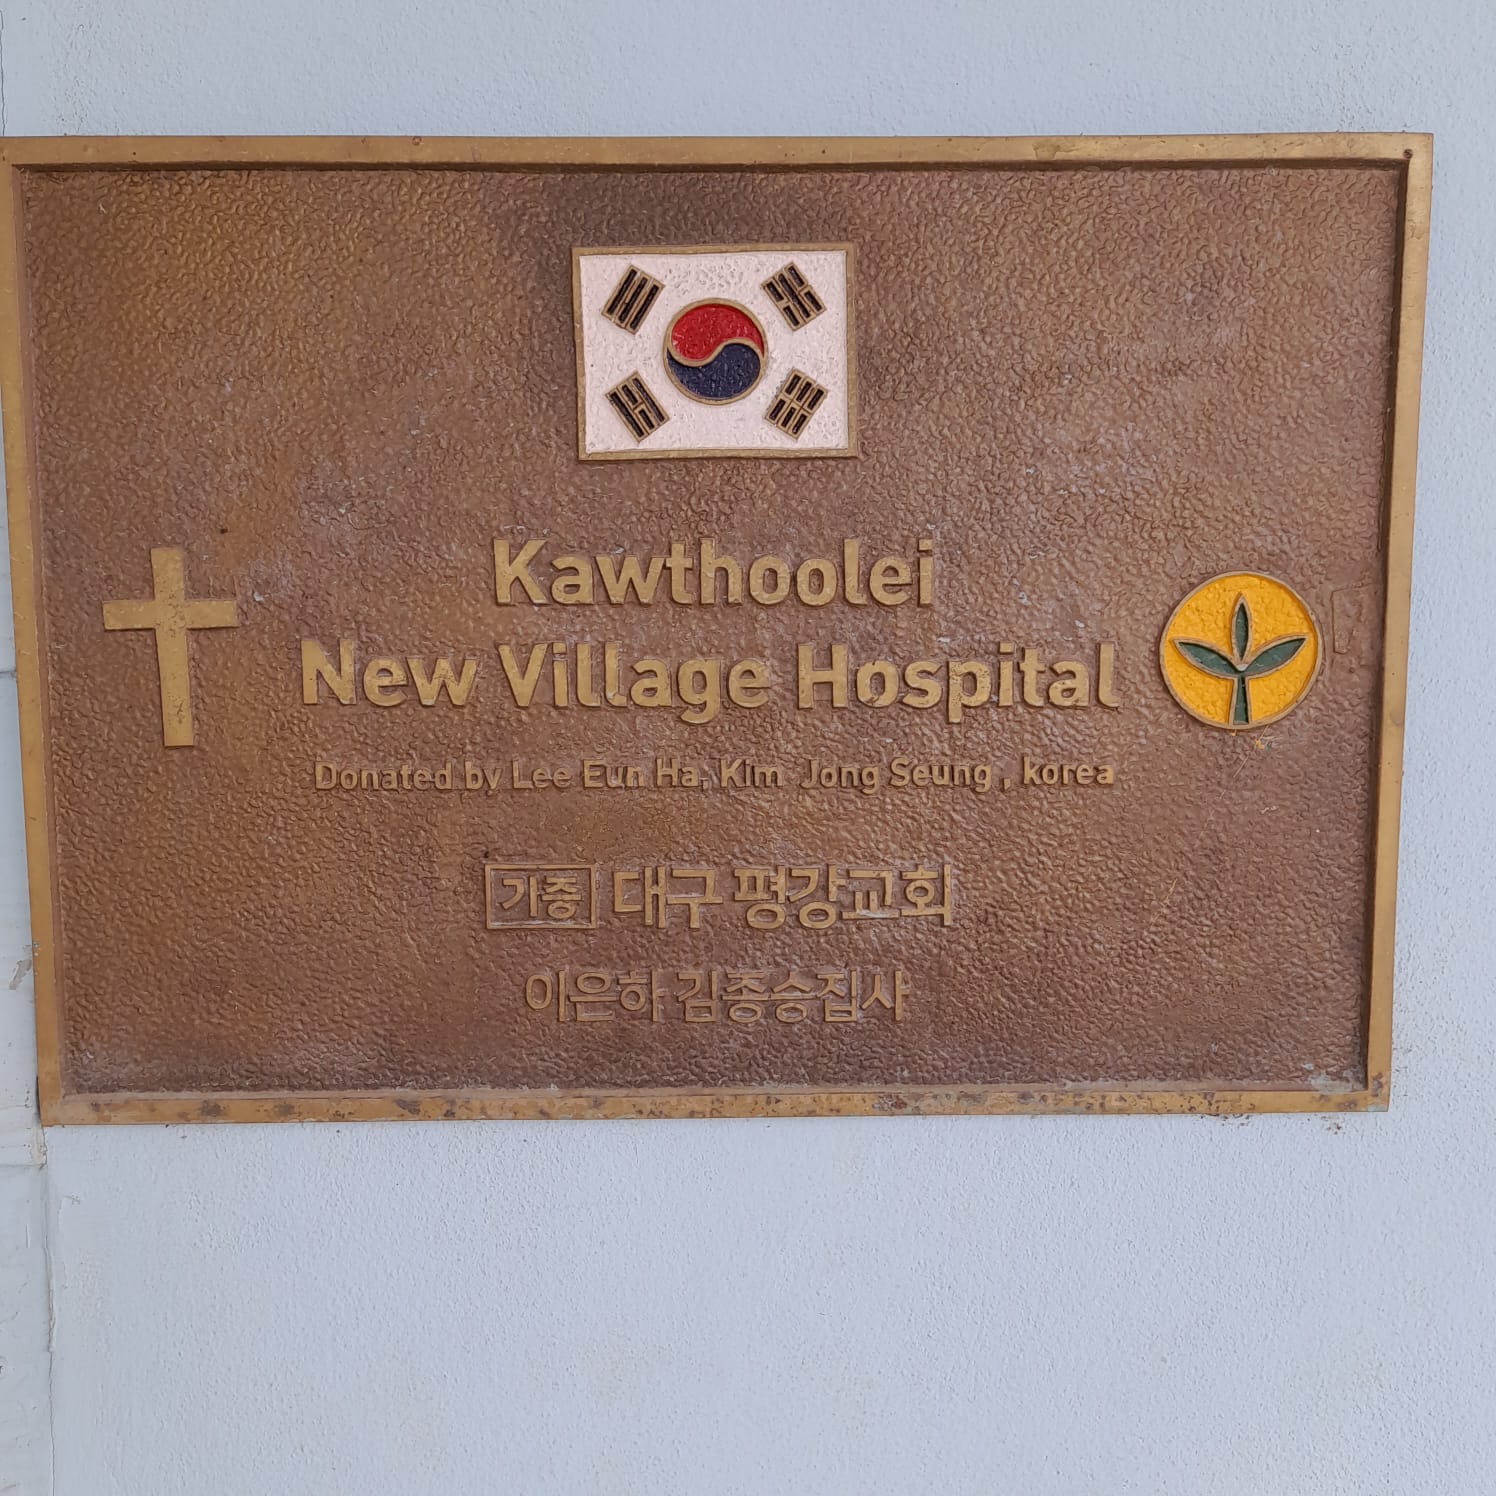 Kawthoolei
New Village Hospital
Donated by Lee Eun Ha, Kim Jong Seung, korea
가증 대구 평강교회
이은하 김종승집사